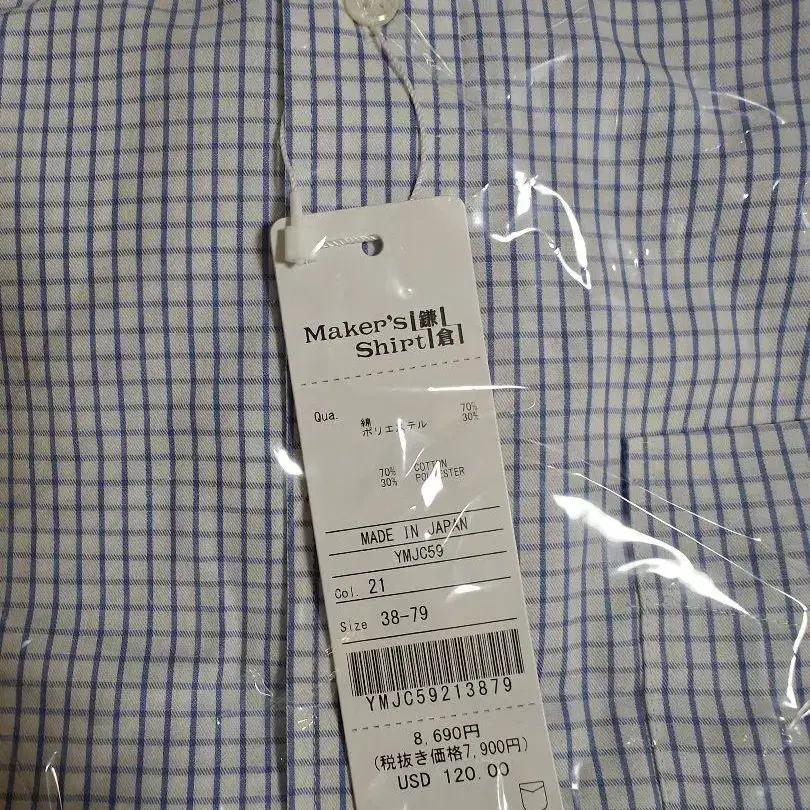 Maker's 鎌
Shirt 倉
Qua.
綿 70%
ポリエステル 30%
70% COTTON
30% POLYESTER
MADE IN JAPAN
YMJC59
Col. 21
Size 38-79
YMJC59213879
8,690円
(税抜き価格7,900円)
USD 120.00